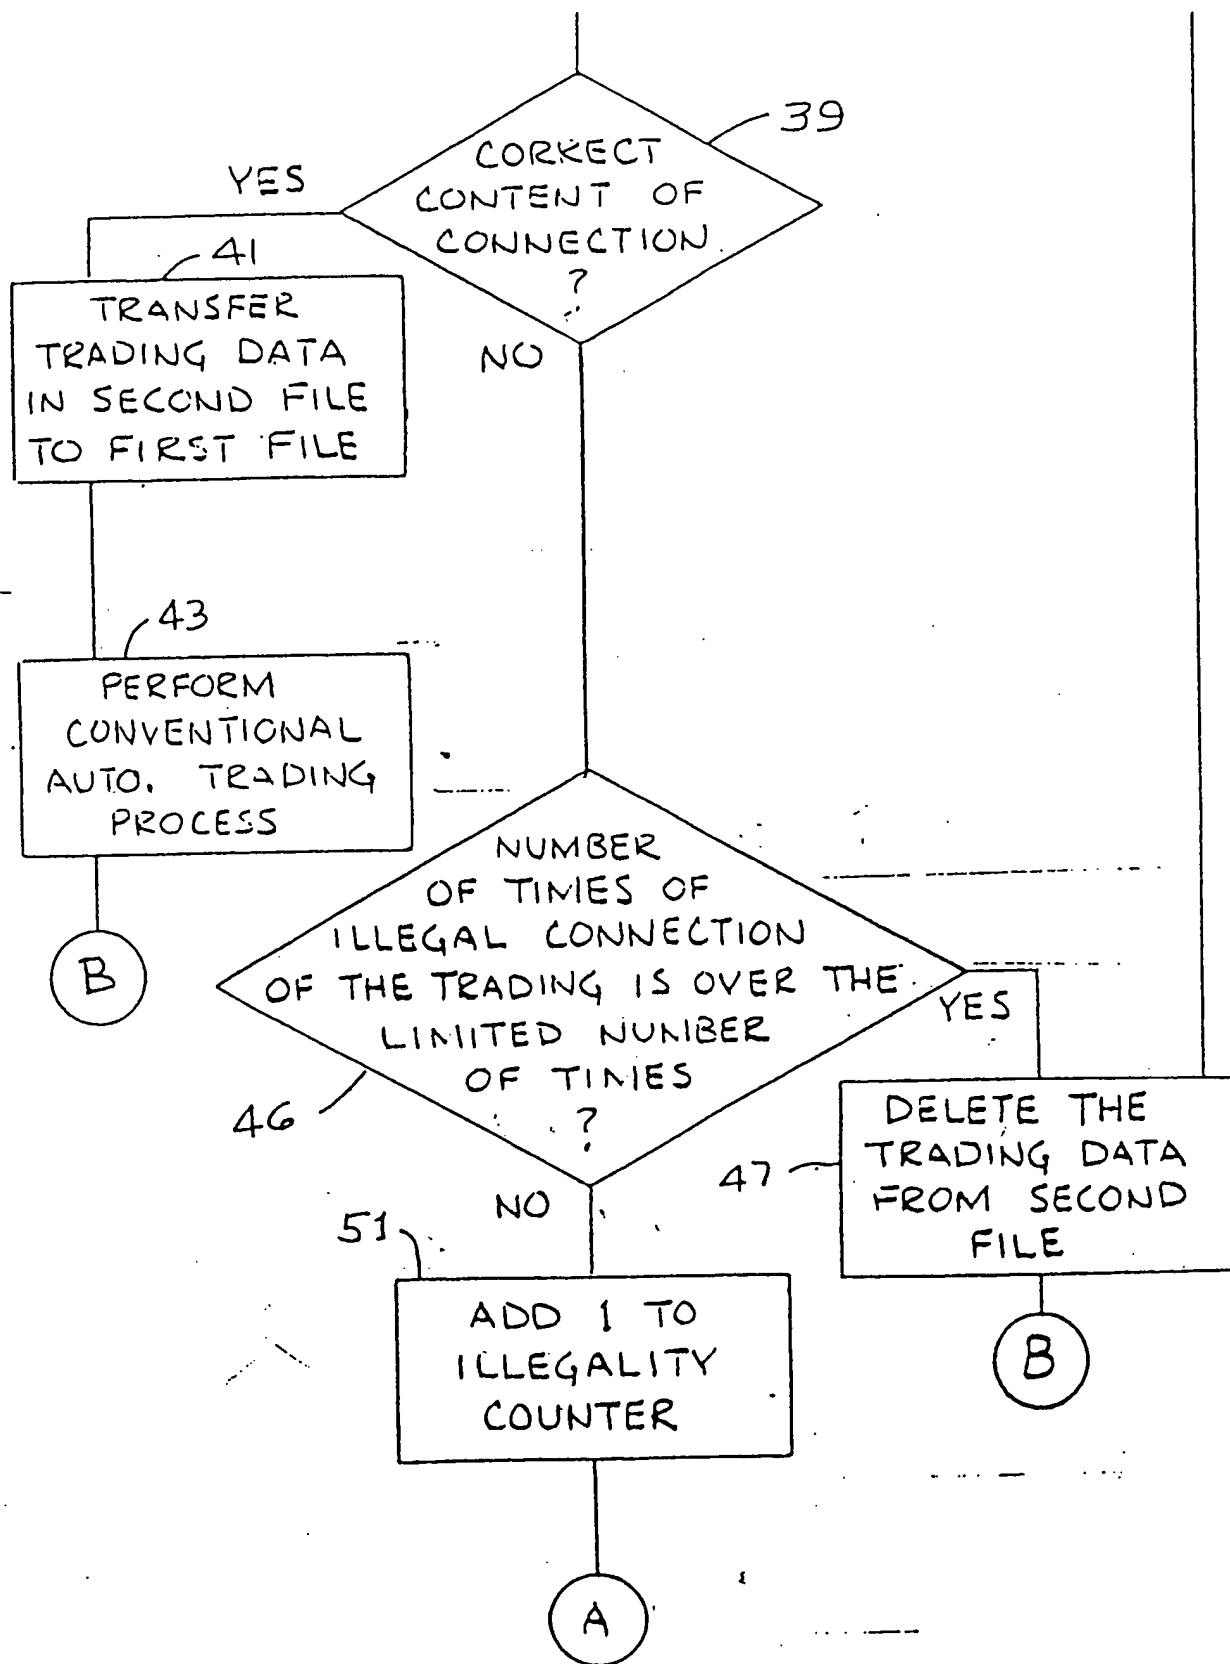 39
CORRECT
CONTENT OF
CONNECTION
?
YES
NO
41
TRANSFER
TRADING DATA
IN SECOND FILE
TO FIRST FILE
43
PERFORM
CONVENTIONAL
AUTO. TRADING
PROCESS
B
NUMBER
OF TIMES OF
ILLEGAL CONNECTION
OF THE TRADING IS OVER THE
LIMITED NUMBER
OF TIMES
?
46
YES
NO
47
DELETE THE
TRADING DATA
FROM SECOND
FILE
B
51
ADD 1 TO
ILLEGALITY
COUNTER
A